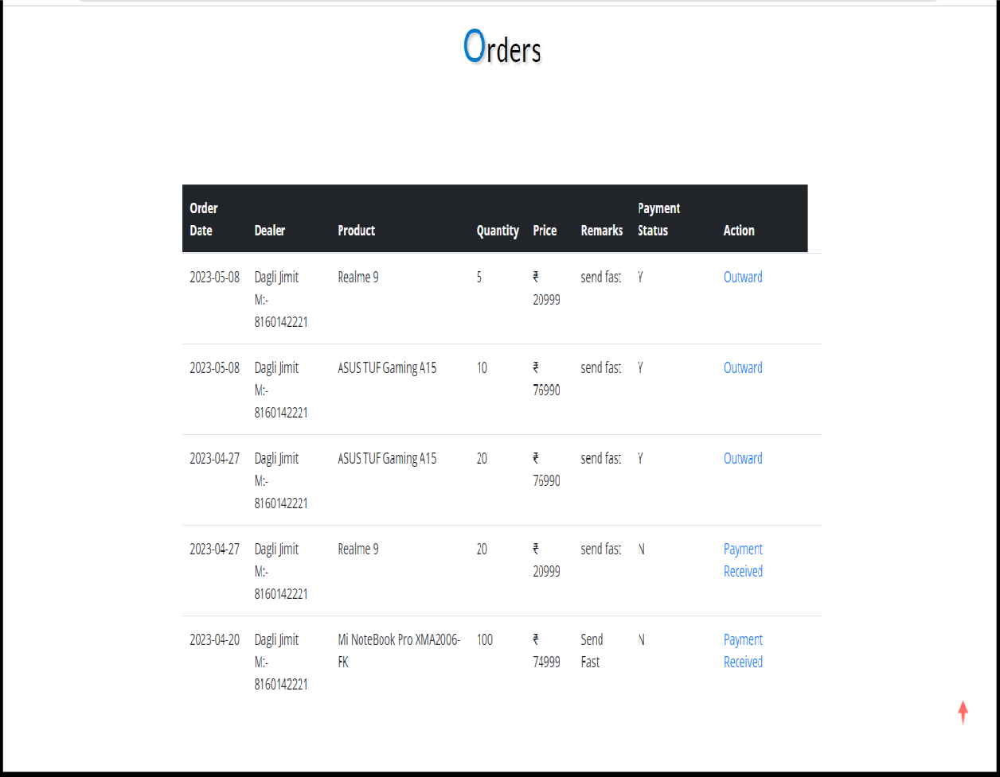 Orders
Order Date Dealer Product Quantity Price Remarks Payment Status Action
2023-05-08 Dagli Jimit M:- 8160142221 Realme 9 5 ₹ 20999 send fast Y Outward
2023-05-08 Dagli Jimit M:- 8160142221 ASUS TUF Gaming A15 10 ₹ 76990 send fast Y Outward
2023-04-27 Dagli Jimit M:- 8160142221 ASUS TUF Gaming A15 20 ₹ 76990 send fast Y Outward
2023-04-27 Dagli Jimit M:- 8160142221 Realme 9 20 ₹ 20999 send fast N Payment Received
2023-04-20 Dagli Jimit M:- 8160142221 Mi NoteBook Pro XMA2006-FK 100 ₹ 74999 Send Fast N Payment Received